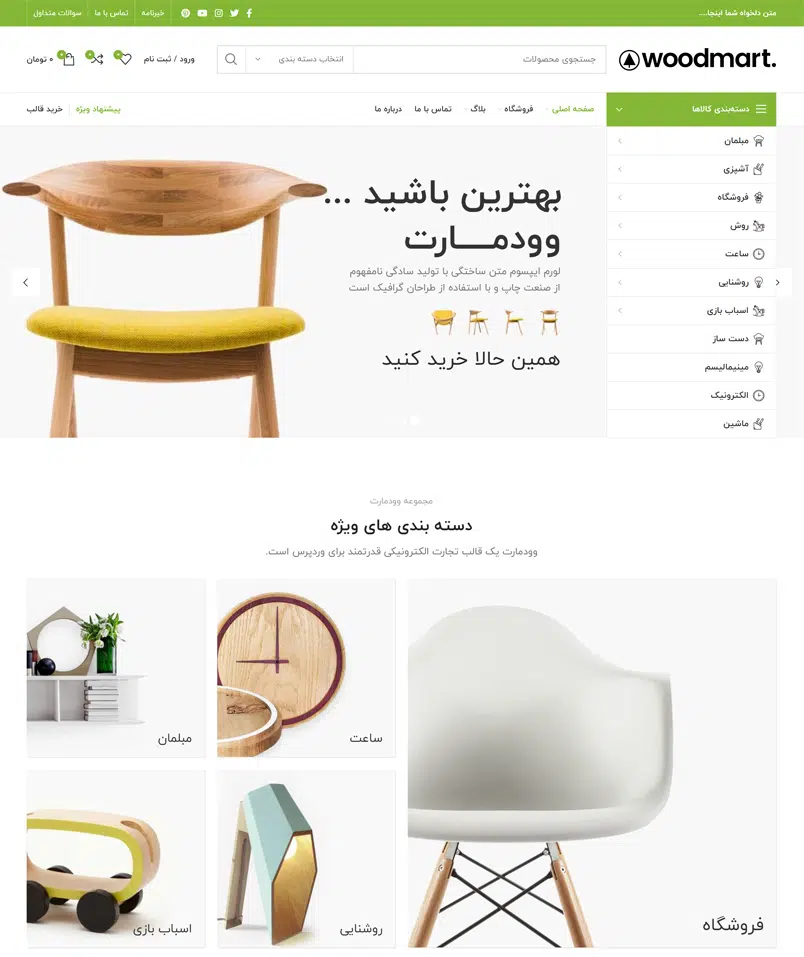 متن دلخواه شما اینجا....
خبرنامه
تماس با ما
سوالات متداول
woodmart.
جستجوی محصولات
انتخاب دسته بندی
ورود / ثبت نام
۰ تومان
دسته‌بندی کالاها
صفحه اصلی
فروشگاه
بلاگ
تماس با ما
درباره ما
پیشنهاد ویژه
خرید قالب
مبلمان
آشپزی
فروشگاه
روش
ساعت
روشنایی
اسباب بازی
دست ساز
مینیمالیسم
الکترونیک
ماشین
بهترین باشید ...
وودمــــارت
لورم ایپسوم متن ساختگی با تولید سادگی نامفهوم
از صنعت چاپ و با استفاده از طراحان گرافیک است
همین حالا خرید کنید
مجموعه وودمارت
دسته بندی های ویژه
وودمارت یک قالب تجارت الکترونیکی قدرتمند برای وردپرس است.
فروشگاه
ساعت
مبلمان
روشنایی
اسباب بازی